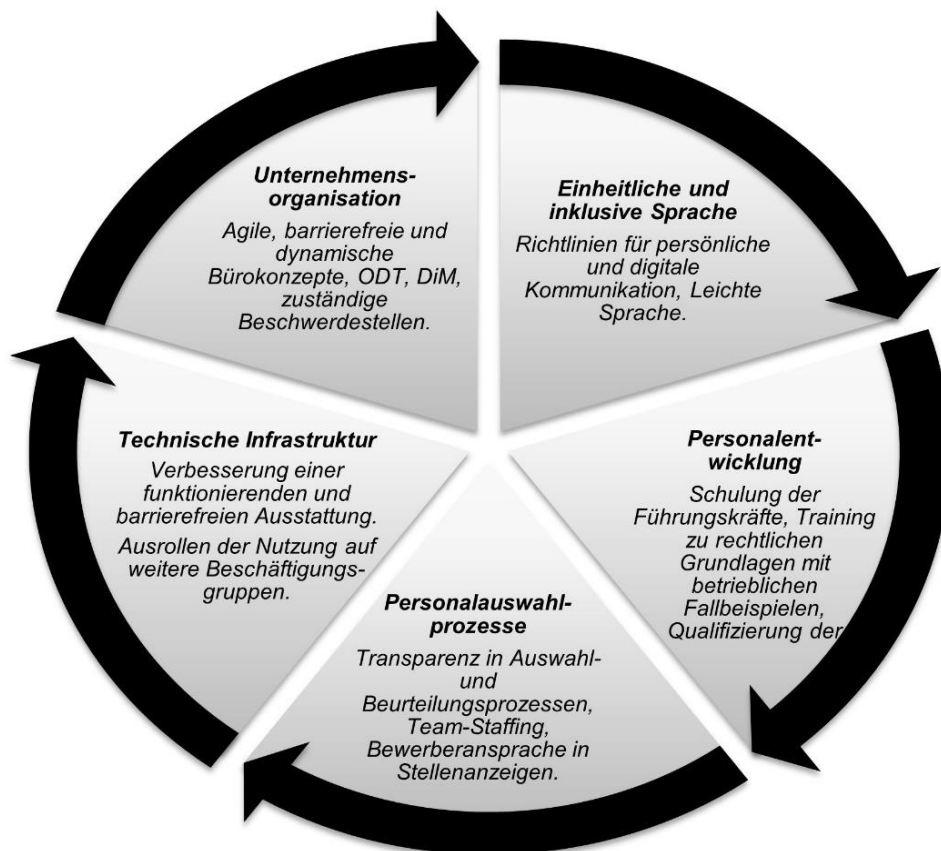 Unternehmens-
organisation
Agile, barrierefreie und
dynamische
Bürokonzepte, ODT, DiM,
zuständige
Beschwerdestellen.
Einheitliche und
inklusive Sprache
Richtlinien für persönliche
und digitale
Kommunikation, Leichte
Sprache.
Personalent-
wicklung
Schulung der
Führungskräfte, Training
zu rechtlichen
Grundlagen mit
betrieblichen
Fallbeispielen,
Qualifizierung der
Personalauswahl-
prozesse
Transparenz in Auswahl-
und
Beurteilungsprozessen,
Team-Staffing,
Bewerberansprache in
Stellenanzeigen.
Technische Infrastruktur
Verbesserung einer
funktionierenden und
barrierefreien Ausstattung.
Ausrollen der Nutzung auf
weitere Beschäftigungs-
gruppen.